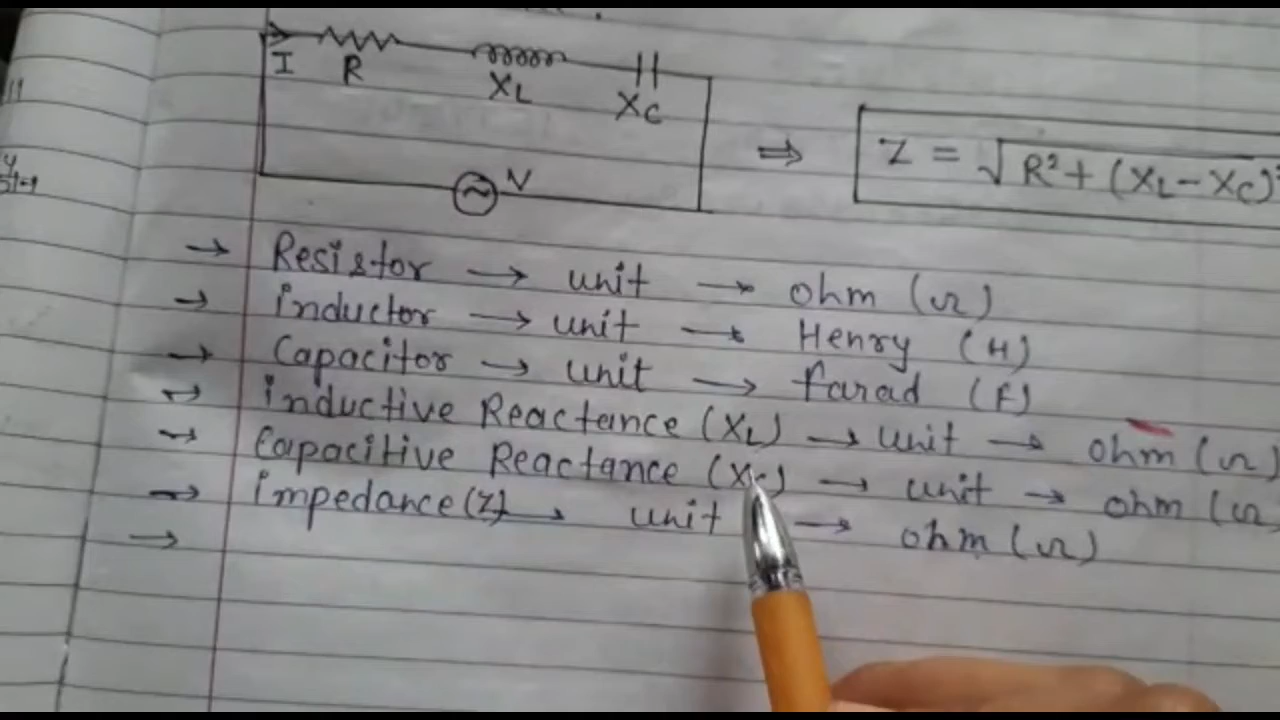 I R XL XC
V
⇒ Z = √R² + (XL – XC)²
→ Resistor → unit → ohm (Ω)
→ inductor → unit → Henry (H)
→ Capacitor → unit → farad (F)
→ inductive Reactance (XL) → unit → ohm (Ω)
→ Capacitive Reactance (XC) → unit → ohm (Ω
→ impedance (Z) → unit → ohm (Ω)
→